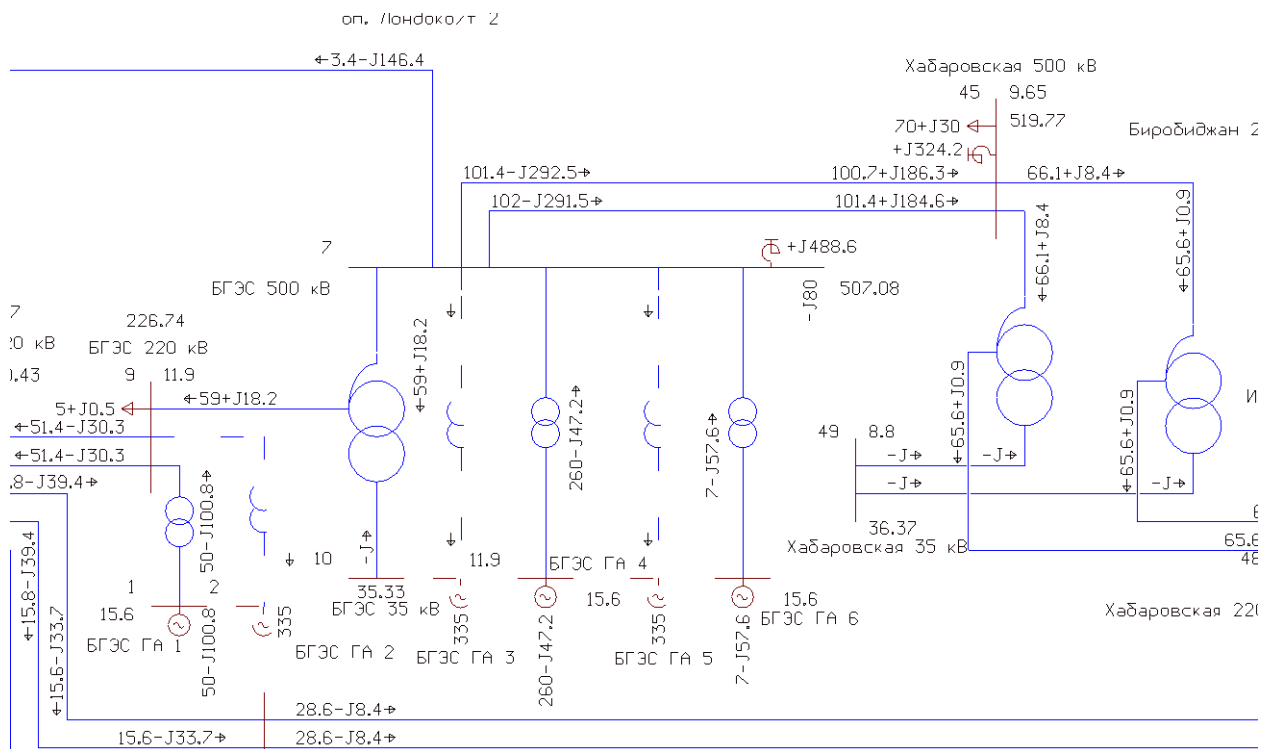 оп. Лондоко/т 2
←3.4-J146.4
Хабаровская 500 кВ
45 9.65
70+J30
519.77
Биробиджан 2
+J324.2
101.4-J292.5→
100.7+J186.3→
66.1+J8.4→
102-J291.5→
101.4+J184.6→
←66.1+J8.4
←65.6+J0.9
7
+J488.6
БГЭС 500 кВ
-J80
507.08
7
226.74
20 кВ
БГЭС 220 кВ
0.43
9 11.9
←59+J18.2
←59+J18.2
5+J0.5
←51.4-J30.3
←51.4-J30.3
.8-J39.4→
50-J100.8→
260-J47.2→
7-J57.6→
←65.6+J0.9
←65.6+J0.9
И
49 8.8
-J→
-J→
-J→
-J→
36.37
Хабаровская 35 кВ
65.6
48
10
11.9
БГЭС ГА 4
35.33
БГЭС 35 кВ
1 2
15.6
335
335
15.6
335
15.6
БГЭС ГА 6
Хабаровская 220
БГЭС ГА 1
БГЭС ГА 2
БГЭС ГА 3
БГЭС ГА 5
50-J100.8
260-J47.2
7-J57.6
←15.8-J39.4
←15.6-J33.7
28.6-J8.4→
15.6-J33.7→
28.6-J8.4→